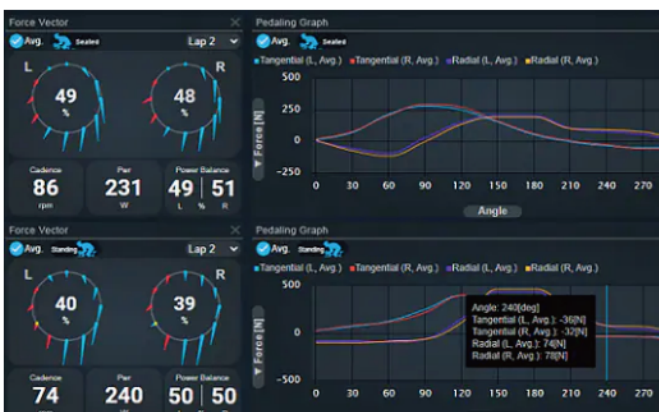 Force Vector
Avg. Seated Lap 2
L R
49 %
48 %
Cadence
86
rpm
Pwr
231
W
Power Balance
49 51
L % R
Pedaling Graph
Avg. Seated
Tangential (L, Avg.) Tangential (R, Avg.) Radial (L, Avg.) Radial (R, Avg.)
Force [N]
500
250
0
-250
0 30 60 90 120 150 180 210 240 270
Angle
Force Vector
Avg. Standing Lap 2
L R
40 %
39 %
Cadence
74
Pwr
240
Power Balance
50 50
Pedaling Graph
Avg. Standing
Tangential (L, Avg.) Tangential (R, Avg.) Radial (L, Avg.) Radial (R, Avg.)
Force [N]
500
0
-500
Angle: 240[deg]
Tangential (L, Avg.): -36[N]
Tangential (R, Avg.): -32[N]
Radial (L, Avg.): 74[N]
Radial (R, Avg.): 78[N]
0 30 60 90 120 150 180 210 240 270